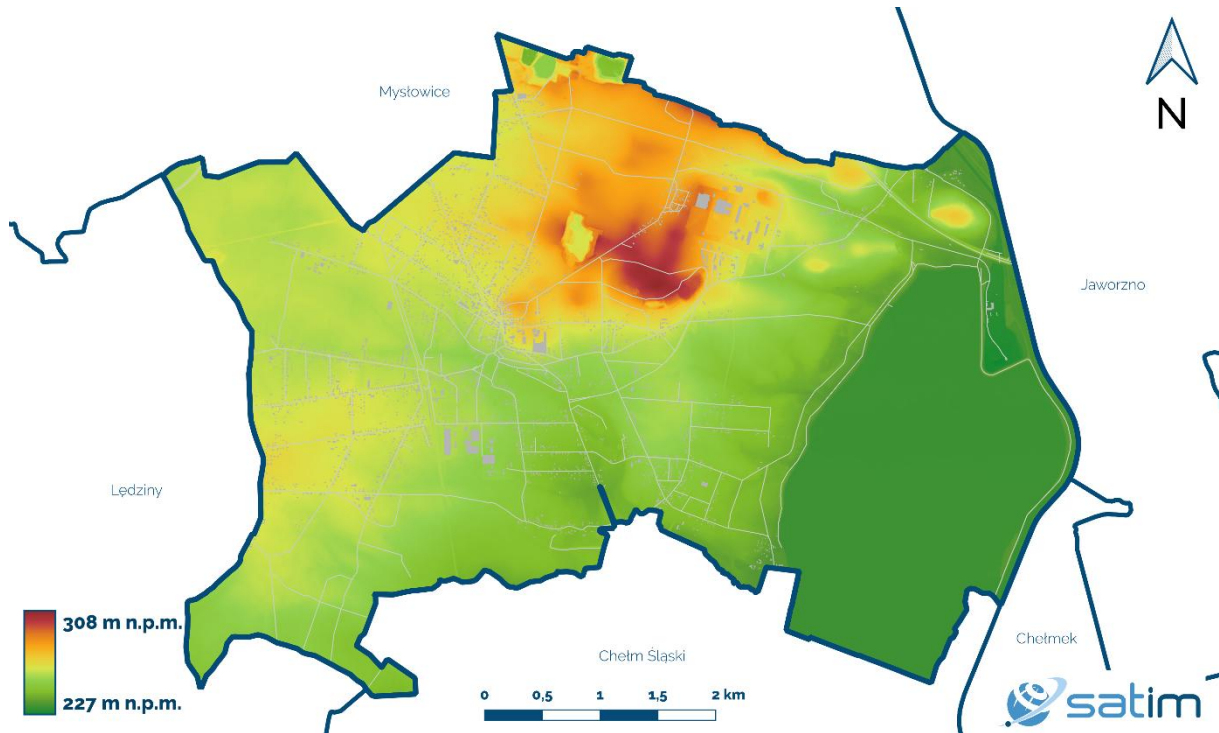 Mysłowice
N
Jaworzno
Lędziny
308 m n.p.m.
227 m n.p.m.
Chełm Śląski
Chełmek
0 0,5 1 1,5 2 km
satim